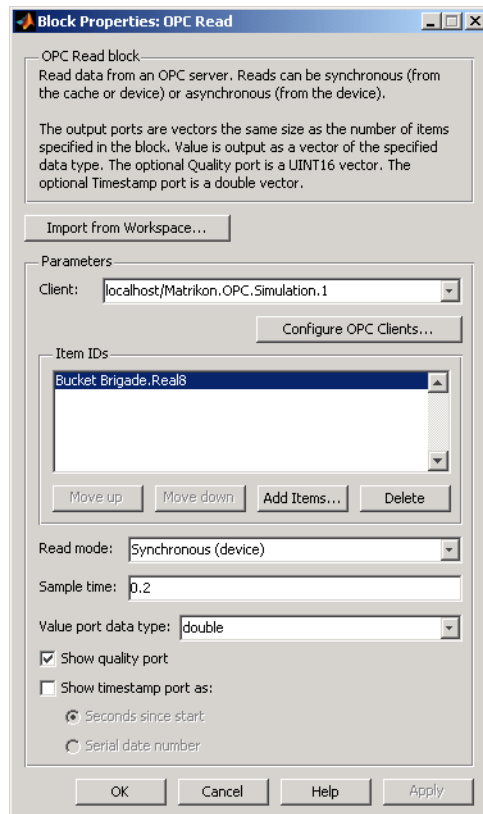 Block Properties: OPC Read
OPC Read block
Read data from an OPC server. Reads can be synchronous (from
the cache or device) or asynchronous (from the device).
The output ports are vectors the same size as the number of items
specified in the block. Value is output as a vector of the specified
data type. The optional Quality port is a UINT16 vector. The
optional Timestamp port is a double vector.
Import from Workspace...
Parameters
Client: localhost/Matrikon.OPC.Simulation.1
Configure OPC Clients...
Item IDs
Bucket Brigade.Real8
Move up Move down Add Items... Delete
Read mode: Synchronous (device)
Sample time: 0.2
Value port data type: double
Show quality port
Show timestamp port as:
Seconds since start
Serial date number
OK Cancel Help Apply